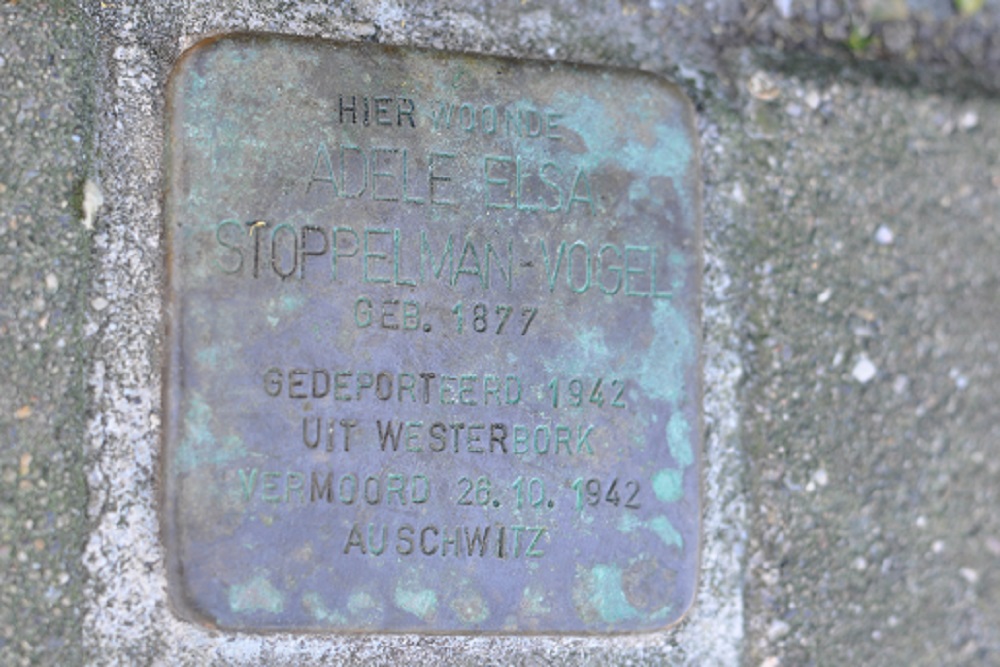 HIER WOONDE
ADELE ELSA
STOPPELMAN-VOGEL
GEB. 1877
GEDEPORTEERD 1942
UIT WESTERBORK
VERMOORD 26.10.1942
AUSCHWITZ